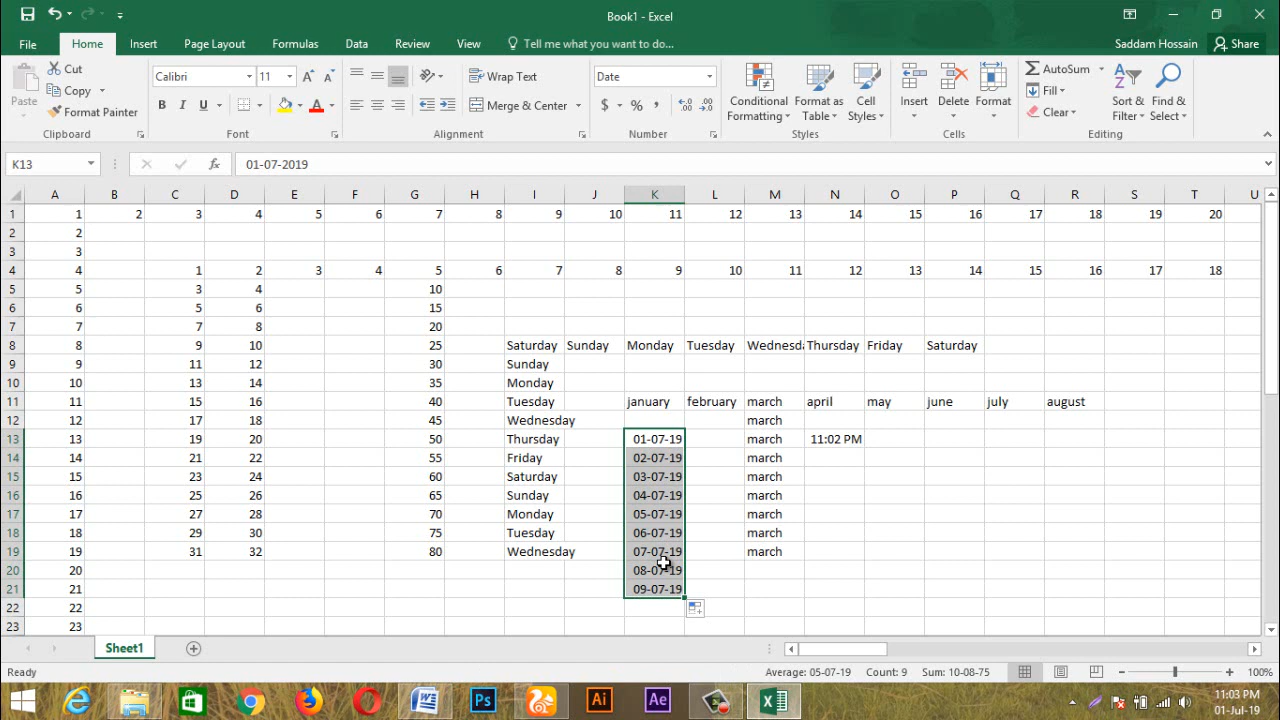 Book1 - Excel
File Home Insert Page Layout Formulas Data Review View Tell me what you want to do... Saddam Hossain Share
Paste Cut Copy Format Painter
Calibri 11
B I U
Wrap Text
Merge & Center
Date
$ % ,
Conditional Formatting Format as Table Cell Styles
Insert Delete Format
AutoSum
Fill
Clear
Sort & Filter Find & Select
Clipboard Font Alignment Number Styles Cells Editing
K13 fx 01-07-2019
A B C D E F G H I J K L M N O P Q R S T U
1 1 2 3 4 5 6 7 8 9 10 11 12 13 14 15 16 17 18 19 20
2 2
3 3
4 4 1 2 3 4 5 6 7 8 9 10 11 12 13 14 15 16 17 18
5 5 3 4 10
6 6 5 6 15
7 7 7 8 20
8 8 9 10 25 Saturday Sunday Monday Tuesday Wednesda Thursday Friday Saturday
9 9 11 12 30 Sunday
10 10 13 14 35 Monday
11 11 15 16 40 Tuesday january february march april may june july august
12 12 17 18 45 Wednesday march
13 13 19 20 50 Thursday 01-07-19 march 11:02 PM
14 14 21 22 55 Friday 02-07-19 march
15 15 23 24 60 Saturday 03-07-19 march
16 16 25 26 65 Sunday 04-07-19 march
17 17 27 28 70 Monday 05-07-19 march
18 18 29 30 75 Tuesday 06-07-19 march
19 19 31 32 80 Wednesday 07-07-19 march
20 20 08-07-19
21 21 09-07-19
22 22
23 23
Sheet1
Ready Average: 05-07-19 Count: 9 Sum: 10-08-75 100%
W Ps Ai Ae X
11:03 PM
01-Jul-19